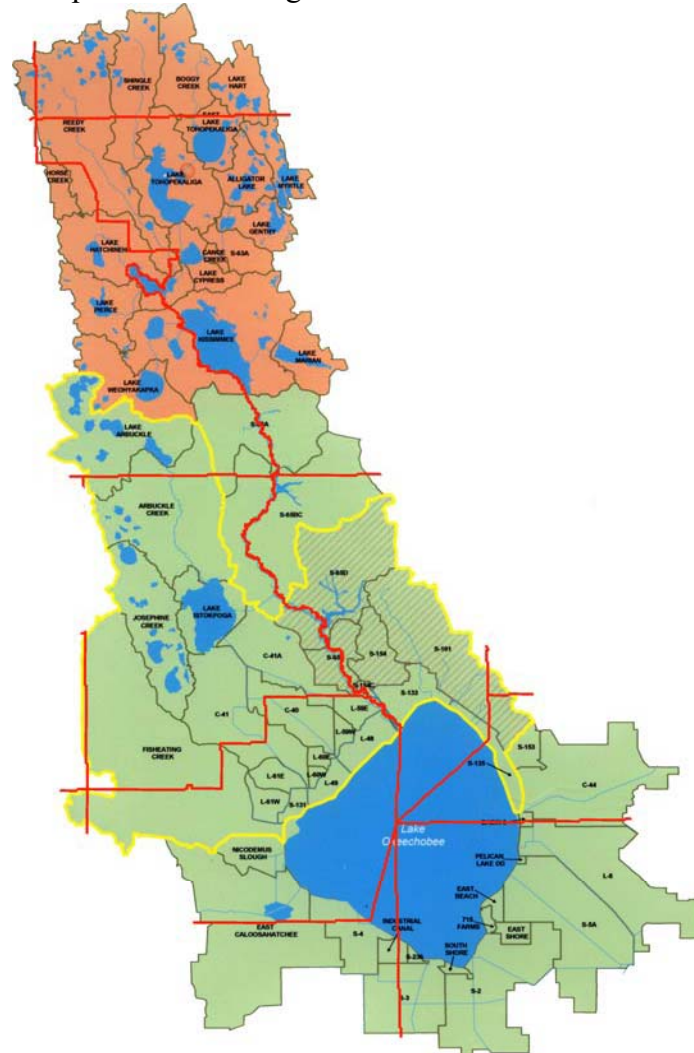 SHINGLE
CREEK
BOGGY
CREEK
LAKE
HART
REEDY
CREEK
EAST
LAKE
TOHOPEKALIGA
HORSE
CREEK
LAKE
TOHOPEKALIGA
ALLIGATOR
LAKE
LAKE
MYRTLE
LAKE
GENTRY
LAKE
HATCHINEHA
CANOE
CREEK
S-63A
LAKE
CYPRESS
LAKE
PIERCE
LAKE
KISSIMMEE
LAKE
MARIAN
LAKE
WEOHYAKAPKA
LAKE
ARBUCKLE
S-65A
ARBUCKLE
CREEK
S-65BC
S-65D
LAKE
ISTOKPOGA
JOSEPHINE
CREEK
C-41A
S-154
S-191
S-133
C-41
C-40
L-59E
L-59W
L-48
FISHEATING
CREEK
L-60E
L-60W
L-61E
L-49
L-61W
S-131
S-153
S-135
C-44
Lake
Okeechobee
NICODEMUS
SLOUGH
PELICAN
LAKE DD
L-8
EAST
BEACH
715
FARMS
EAST
SHORE
S-5A
EAST
CALOOSAHATCHEE
S-4
INDUSTRIAL
CANAL
SOUTH
SHORE
S-236
S-3
S-2